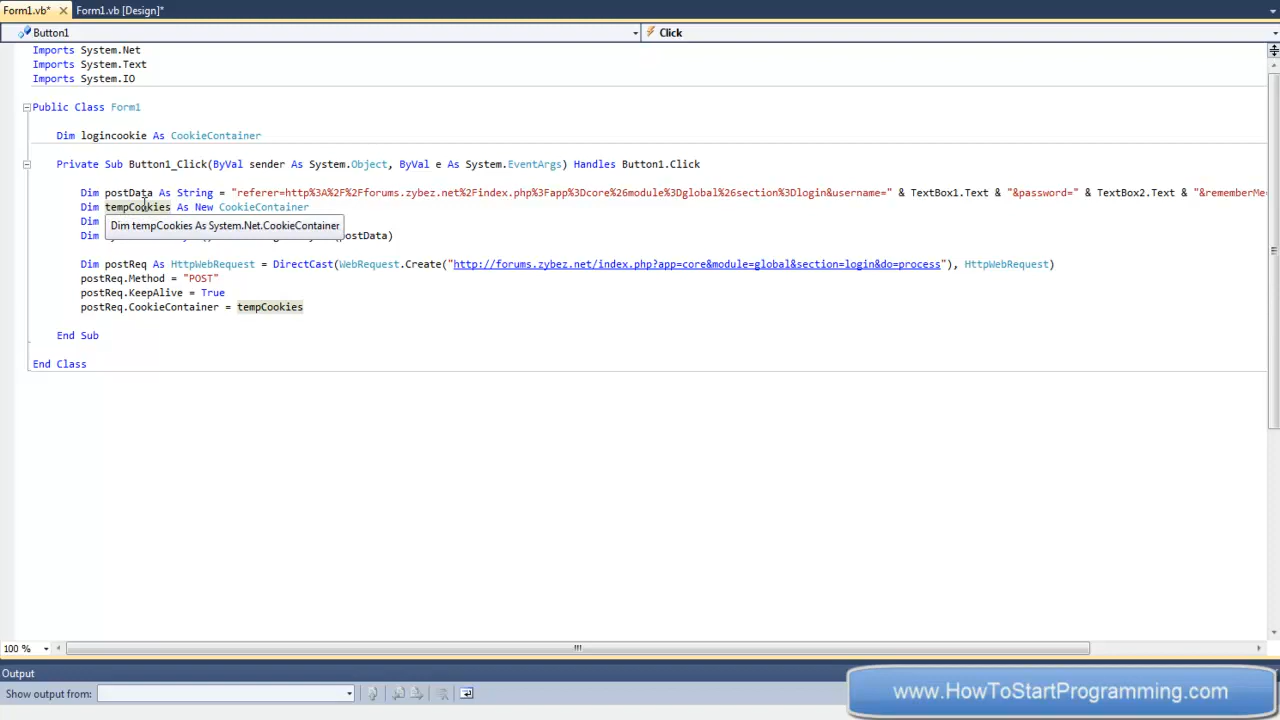 Form1.vb* Form1.vb [Design]*
Button1 Click
Imports System.Net
Imports System.Text
Imports System.IO
Public Class Form1
Dim logincookie As CookieContainer
Private Sub Button1_Click(ByVal sender As System.Object, ByVal e As System.EventArgs) Handles Button1.Click
Dim postData As String = "referer=http%3A%2F%2Fforums.zybez.net%2Findex.php%3Fapp%3Dcore%26module%3Dglobal%26section%3Dlogin&username=" & TextBox1.Text & "&password=" & TextBox2.Text & "&rememberMe
Dim tempCookies As New CookieContainer
Dim
Dim tempCookies As System.Net.CookieContainer
Dim postData)
Dim postReq As HttpWebRequest = DirectCast(WebRequest.Create("http://forums.zybez.net/index.php?app=core&module=global&section=login&do=process"), HttpWebRequest)
postReq.Method = "POST"
postReq.KeepAlive = True
postReq.CookieContainer = tempCookies
End Sub
End Class
100 %
Output
Show output from:
www.HowToStartProgramming.com